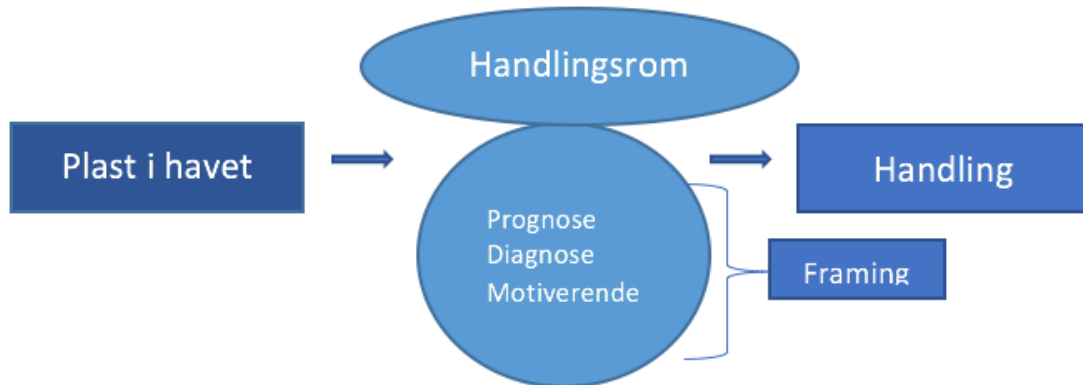 Handlingsrom
Plast i havet
Handling
Prognose
Diagnose
Motiverende
Framing